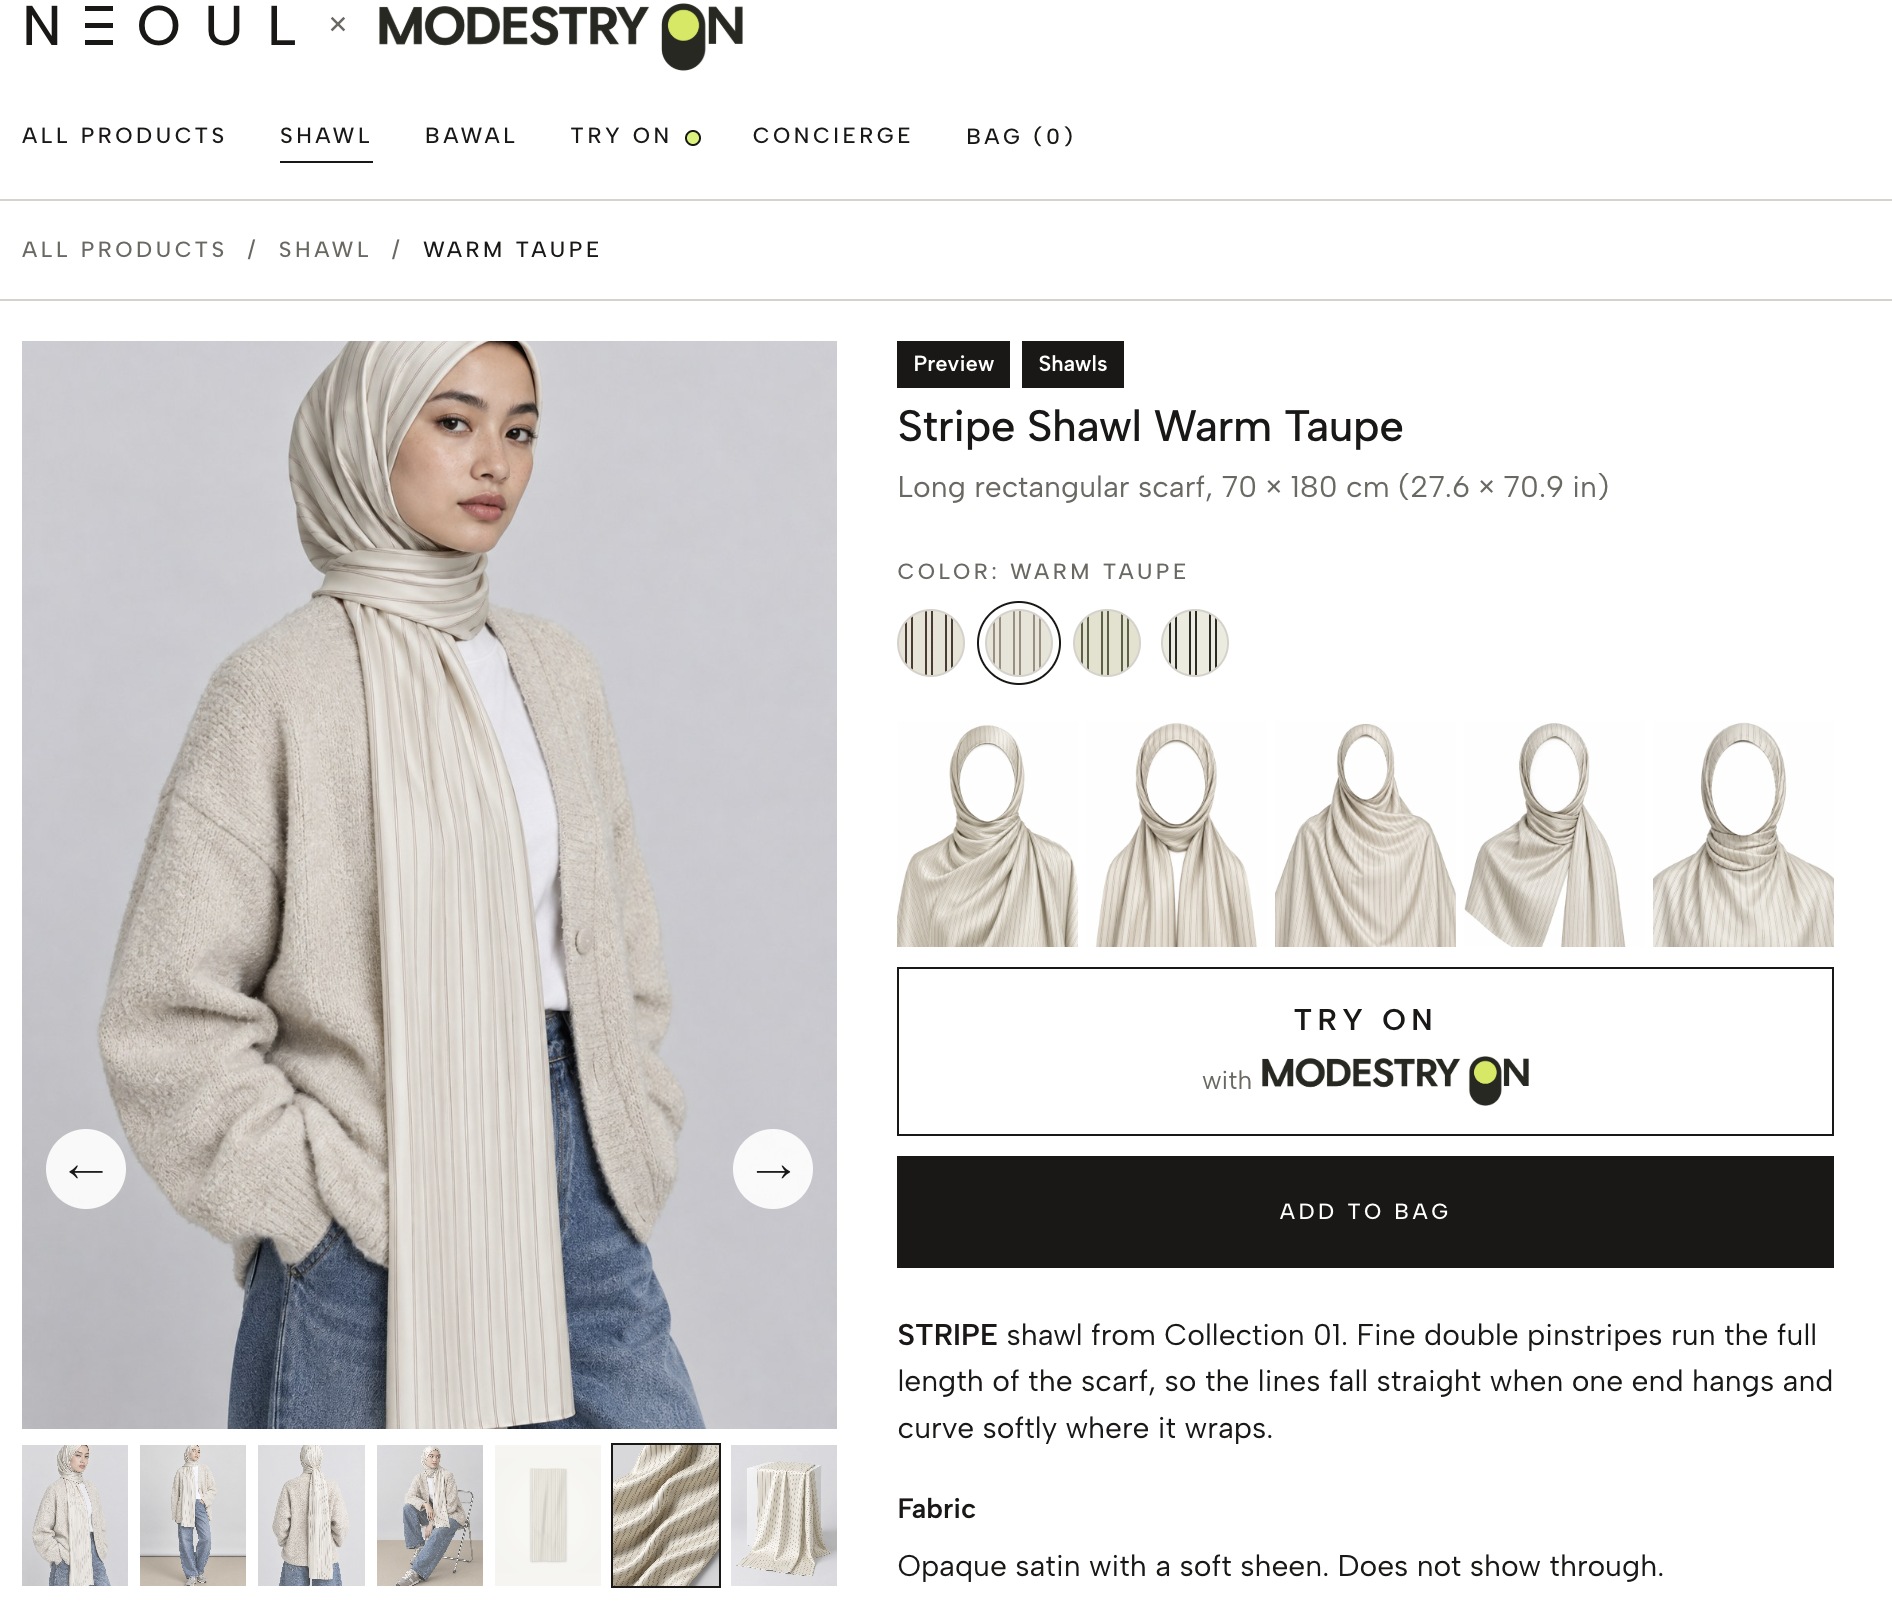 NEOUL × MODESTRY ON
ALL PRODUCTS SHAWL BAWAL TRY ON CONCIERGE BAG (0)
ALL PRODUCTS / SHAWL / WARM TAUPE
Preview Shawls
Stripe Shawl Warm Taupe
Long rectangular scarf, 70 × 180 cm (27.6 × 70.9 in)
COLOR: WARM TAUPE
TRY ON
with MODESTRY ON
← →
ADD TO BAG
STRIPE shawl from Collection 01. Fine double pinstripes run the full
length of the scarf, so the lines fall straight when one end hangs and
curve softly where it wraps.
Fabric
Opaque satin with a soft sheen. Does not show through.